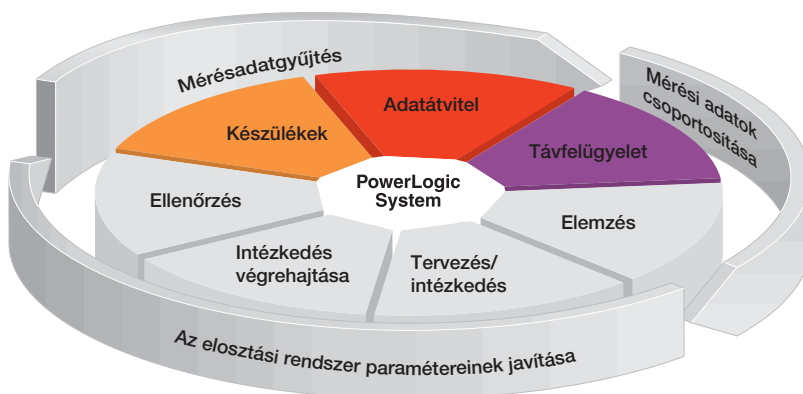 Mérésadatgyűjtés
Mérési adatok
csoportosítása
Adatátvitel
Készülékek
Távfelügyelet
PowerLogic
System
Ellenőrzés
Elemzés
Intézkedés
végrehajtása
Tervezés/
intézkedés
Az elosztási rendszer paramétereinek javítása